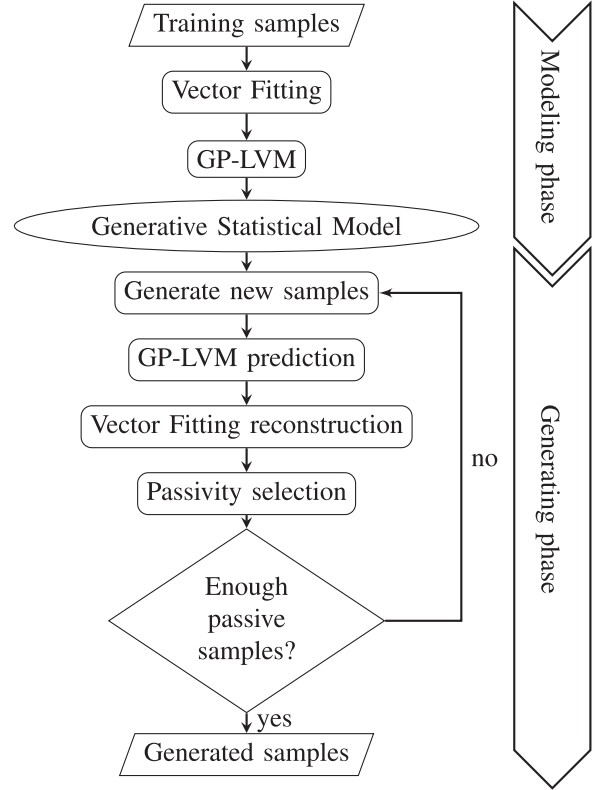 Training samples
Vector Fitting
GP-LVM
Generative Statistical Model
Generate new samples
GP-LVM prediction
Vector Fitting reconstruction
Passivity selection
Enough
passive
samples?
no
yes
Generated samples
Modeling phase
Generating phase